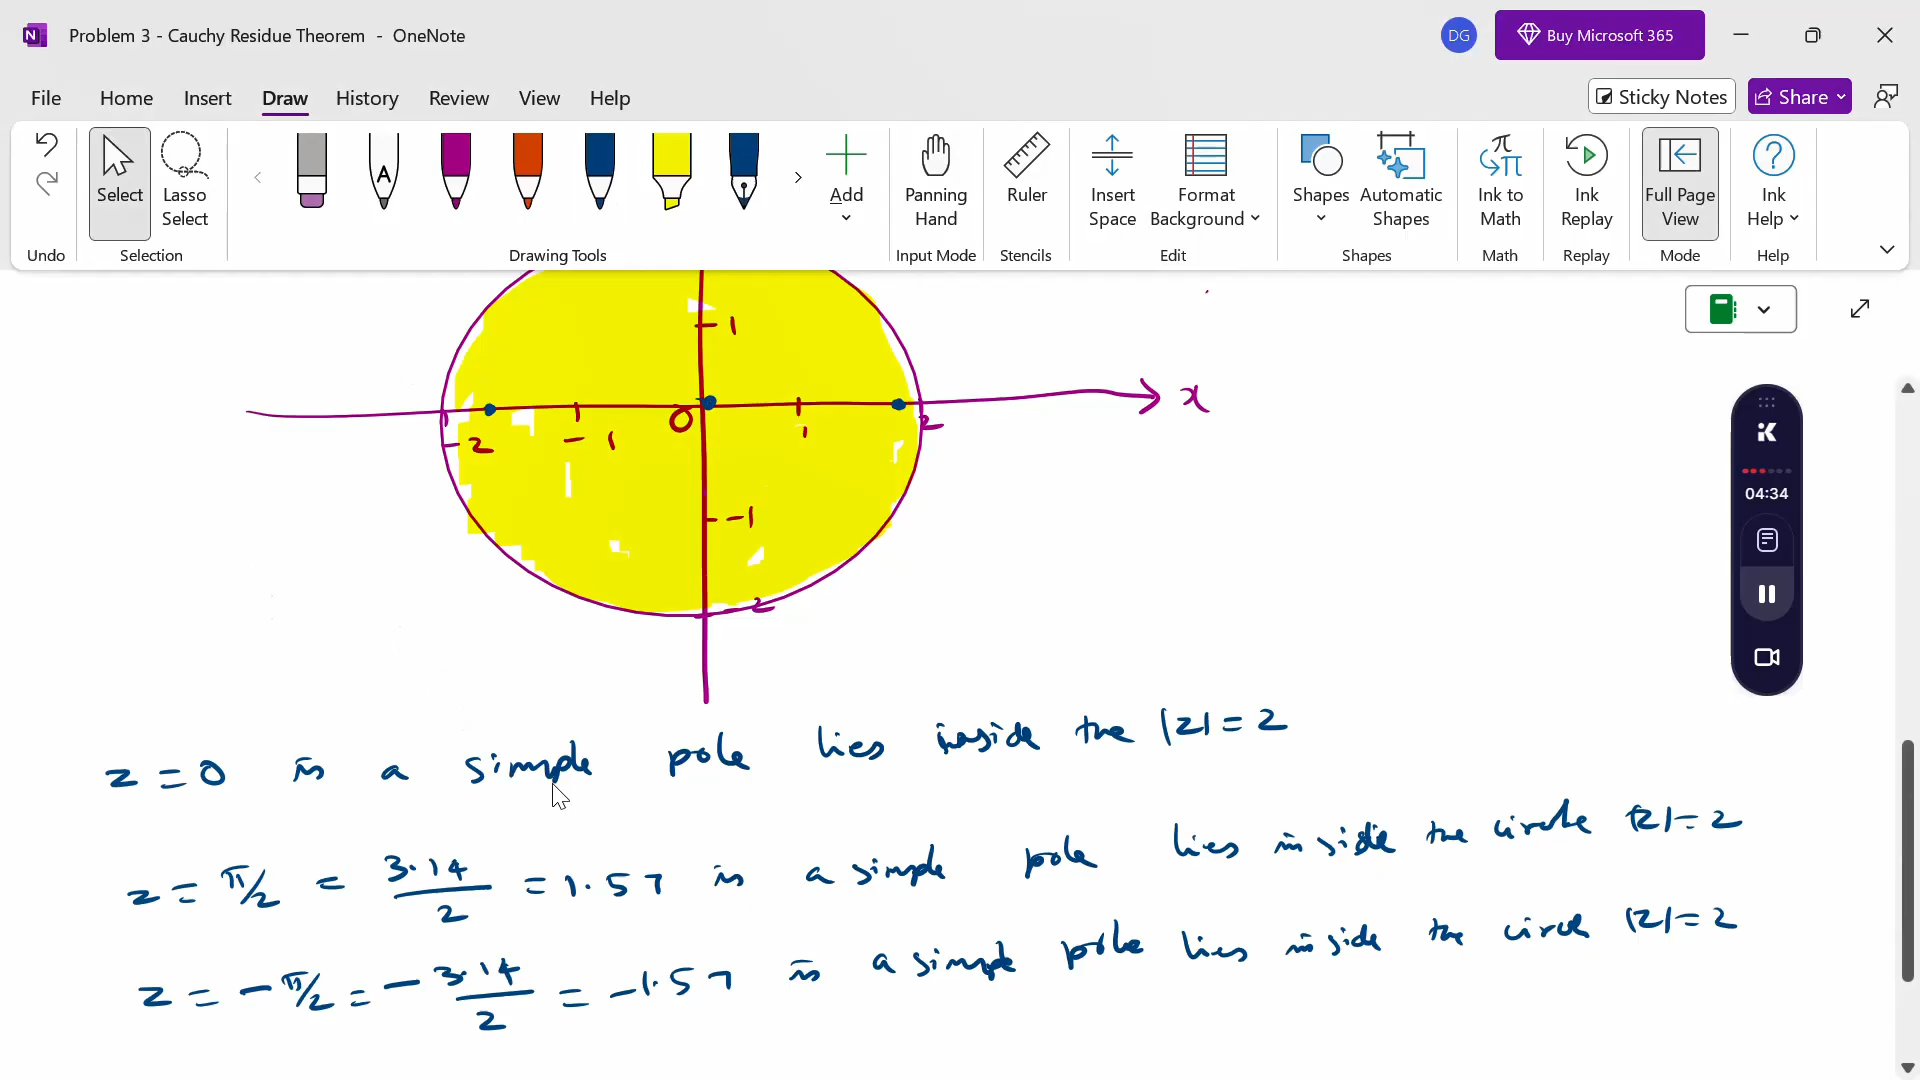 Problem 3 - Cauchy Residue Theorem - OneNote
DG
Buy Microsoft 365
File Home Insert Draw History Review View Help
Sticky Notes
Share
Undo
Select
Lasso Select
Selection
A
Drawing Tools
Add
Panning Hand
Input Mode
Ruler
Stencils
Insert Space
Format Background
Edit
Shapes
Automatic Shapes
Shapes
Ink to Math
Math
Ink Replay
Replay
Full Page View
Mode
Ink Help
Help
1
x
0
-2
-1
1
2
-1
-2
04:34
z = 0 is a simple pole lies inside the |z| = 2
z = π/2 = 3.14/2 = 1.57 is a simple pole lies inside the circle |z| = 2
z = -π/2 = -3.14/2 = -1.57 is a simple pole lies inside the circle |z| = 2